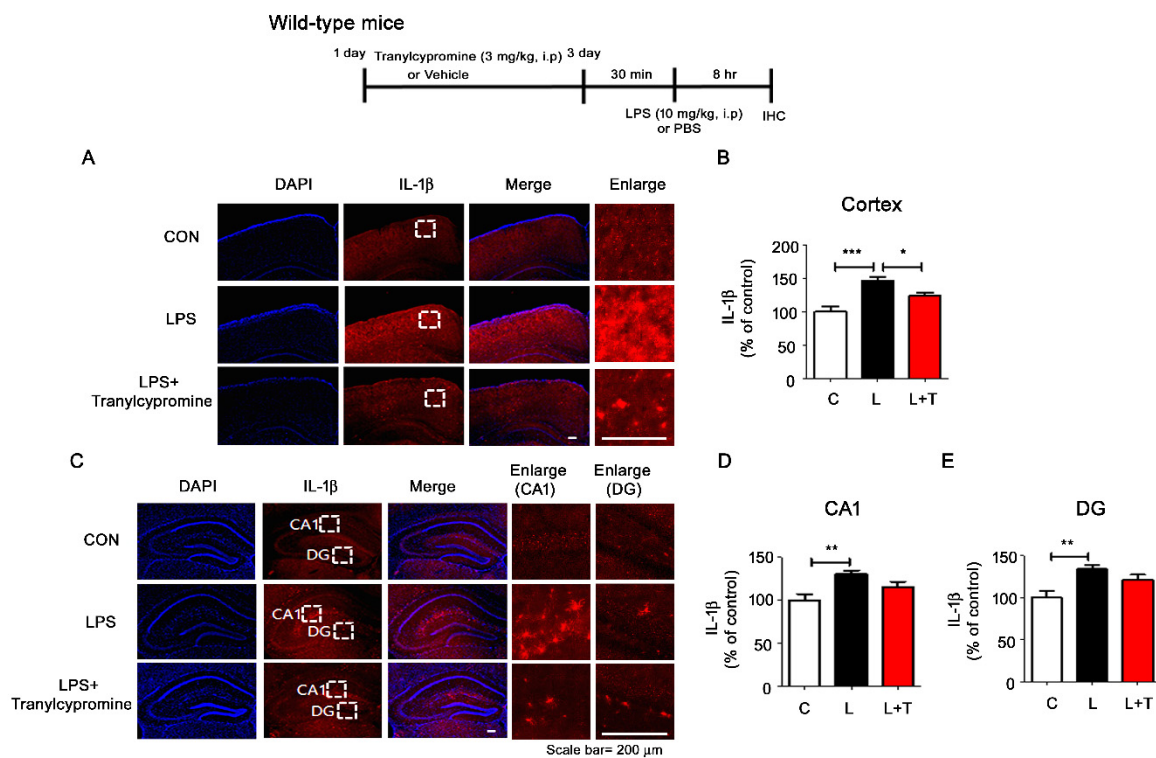 Wild-type mice
1 day Tranylcypromine (3 mg/kg, i.p) 3 day
or Vehicle
30 min
8 hr
LPS (10 mg/kg, i.p)
or PBS
IHC
A
DAPI IL-1β Merge Enlarge
CON
LPS
LPS+
Tranylcypromine
B
Cortex
IL-1β
(% of control)
200
150
100
50
0
*** *
C L L+T
C
DAPI IL-1β Merge Enlarge
(CA1)
Enlarge
(DG)
CON
CA1
DG
LPS
CA1
DG
LPS+
Tranylcypromine
CA1
DG
Scale bar= 200 μm
D
CA1
IL-1β
(% of control)
150
100
50
0
**
C L L+T
E
DG
IL-1β
(% of control)
150
100
50
0
**
C L L+T